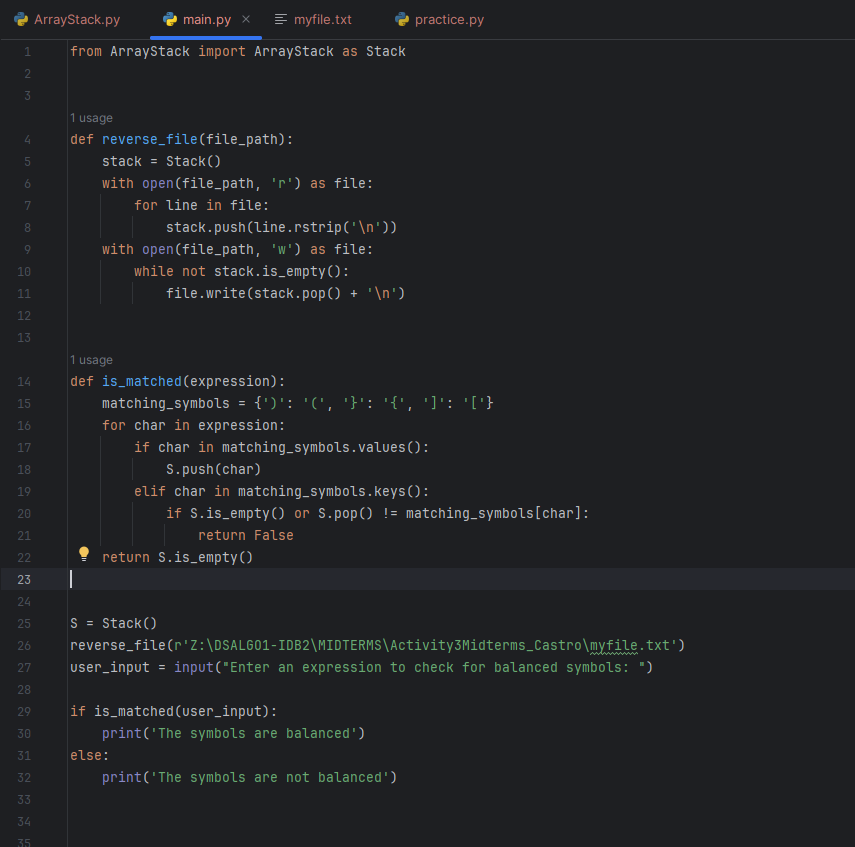 ArrayStack.py main.py × myfile.txt practice.py
1 from ArrayStack import ArrayStack as Stack
2
3
1 usage
4 def reverse_file(file_path):
5     stack = Stack()
6     with open(file_path, 'r') as file:
7         for line in file:
8             stack.push(line.rstrip('\n'))
9     with open(file_path, 'w') as file:
10         while not stack.is_empty():
11             file.write(stack.pop() + '\n')
12
13
1 usage
14 def is_matched(expression):
15     matching_symbols = {')': '(', '}': '{', ']': '['}
16     for char in expression:
17         if char in matching_symbols.values():
18             S.push(char)
19         elif char in matching_symbols.keys():
20             if S.is_empty() or S.pop() != matching_symbols[char]:
21                 return False
22     return S.is_empty()
23
24
25 S = Stack()
26 reverse_file(r'Z:\DSALGO1-IDB2\MIDTERMS\Activity3Midterms_Castro\myfile.txt')
27 user_input = input("Enter an expression to check for balanced symbols: ")
28
29 if is_matched(user_input):
30     print('The symbols are balanced')
31 else:
32     print('The symbols are not balanced')
33
34
35